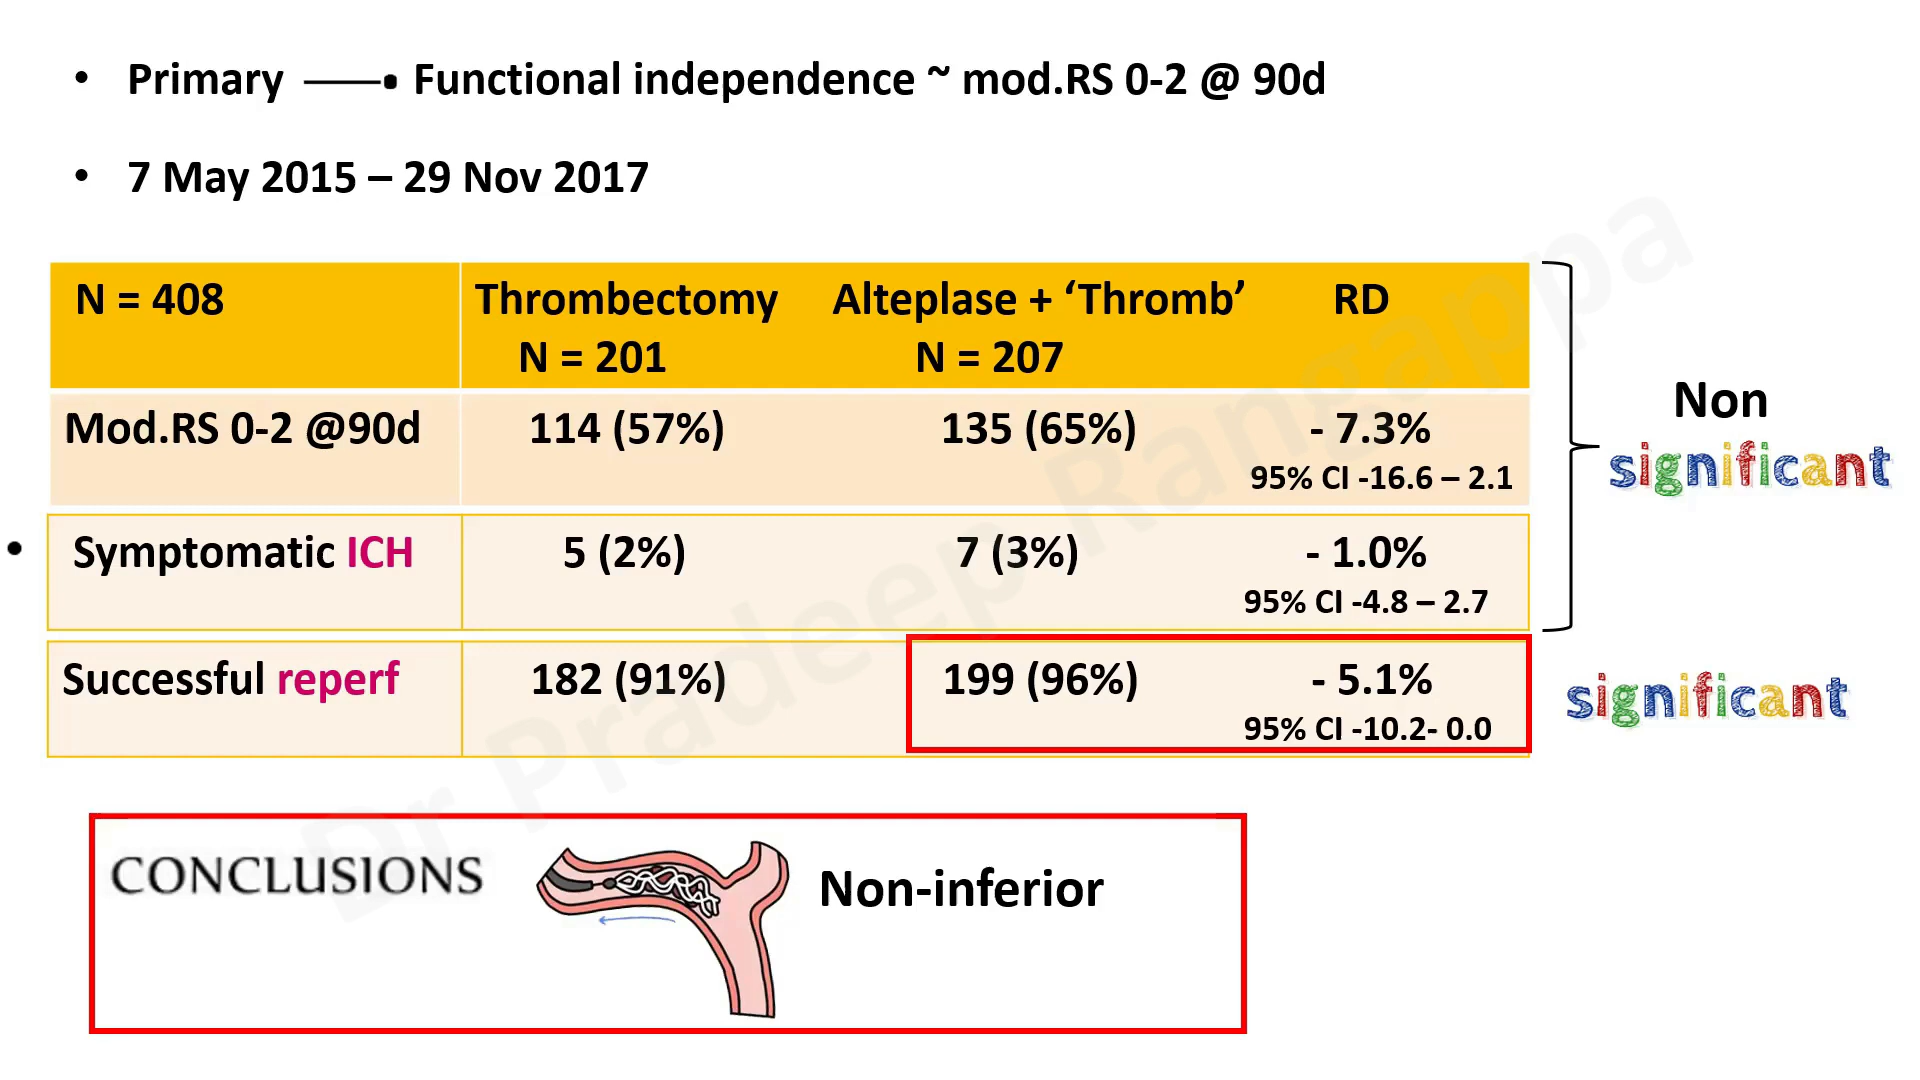 • Primary Functional independence ~ mod.RS 0-2 @ 90d
• 7 May 2015 – 29 Nov 2017
N = 408 Thrombectomy Alteplase + ‘Thromb’ RD
N = 201 N = 207
Mod.RS 0-2 @90d 114 (57%) 135 (65%) - 7.3%
95% CI -16.6 – 2.1
Non
significant
• Symptomatic ICH 5 (2%) 7 (3%) - 1.0%
95% CI -4.8 – 2.7
Successful reperf 182 (91%) 199 (96%) - 5.1%
95% CI -10.2- 0.0
significant
CONCLUSIONS Non-inferior
Dr Pradeep Rangappa